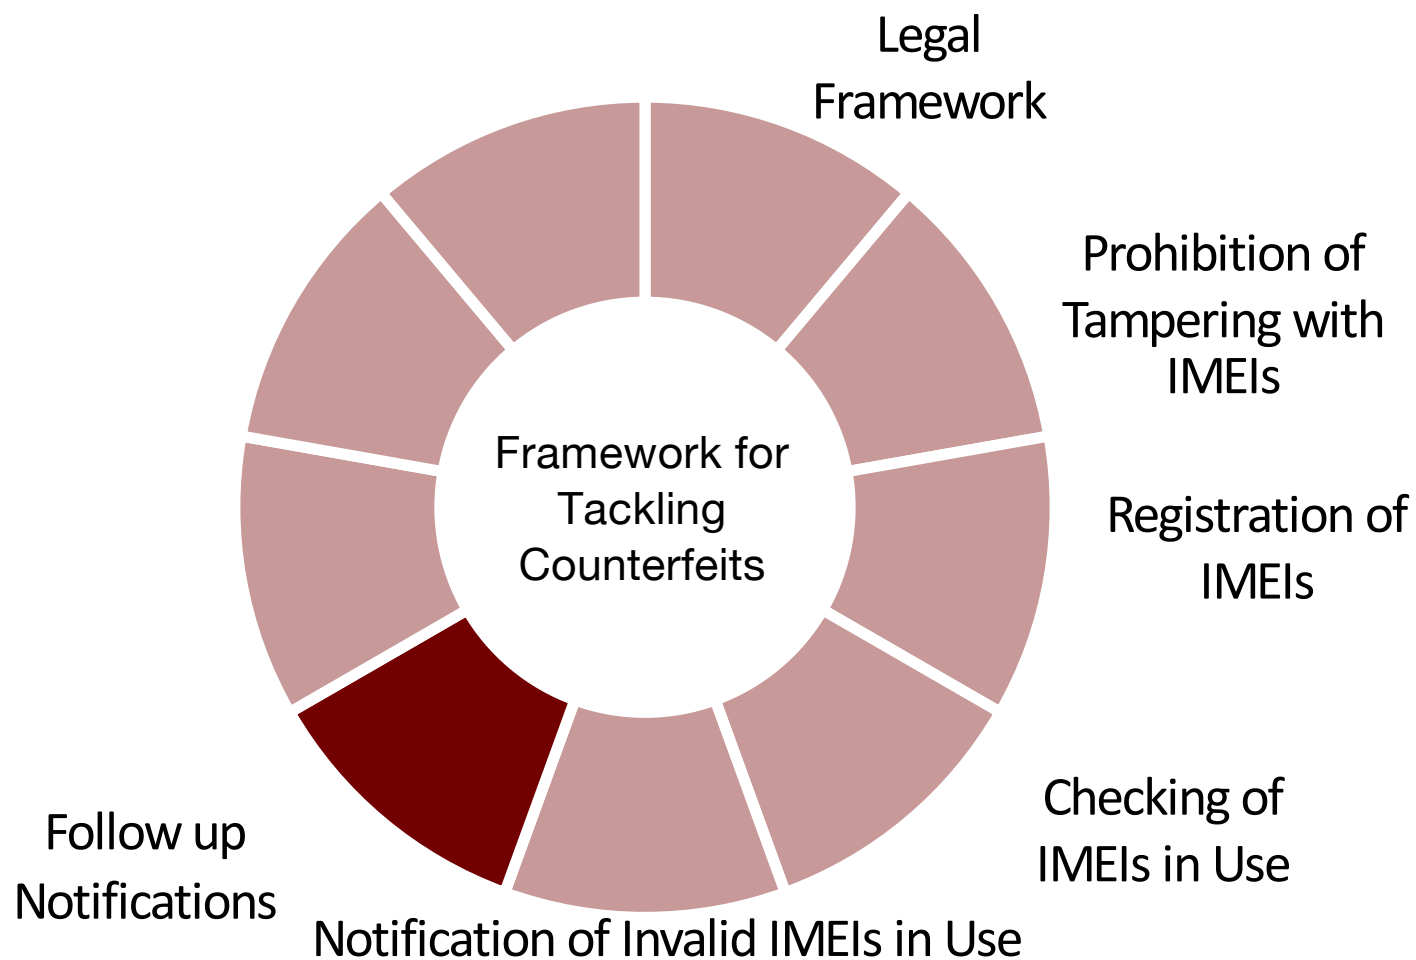 Legal
Framework
Prohibition of
Tampering with
IMEIs
Registration of
IMEIs
Checking of
IMEIs in Use
Notification of Invalid IMEIs in Use
Follow up
Notifications
Framework for
Tackling
Counterfeits